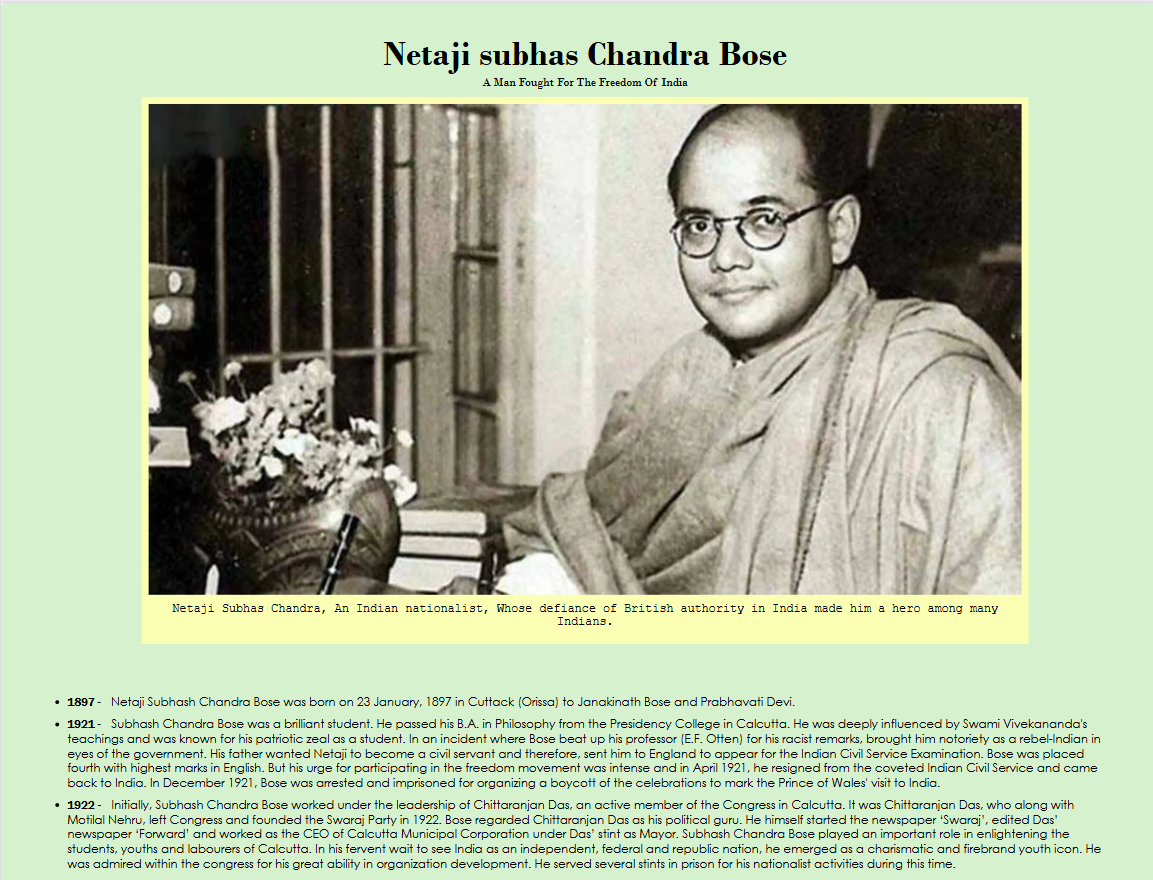 Netaji subhas Chandra Bose
A Man Fought For The Freedom Of India
Netaji Subhas Chandra, An Indian nationalist, Whose defiance of British authority in India made him a hero among many
Indians.
• 1897 - Netaji Subhash Chandra Bose was born on 23 January, 1897 in Cuttack (Orissa) to Janakinath Bose and Prabhavati Devi.
• 1921 - Subhash Chandra Bose was a brilliant student. He passed his B.A. in Philosophy from the Presidency College in Calcutta. He was deeply influenced by Swami Vivekananda's
teachings and was known for his patriotic zeal as a student. In an incident where Bose beat up his professor (E.F. Otten) for his racist remarks, brought him notoriety as a rebel-Indian in
eyes of the government. His father wanted Netaji to become a civil servant and therefore, sent him to England to appear for the Indian Civil Service Examination. Bose was placed
fourth with highest marks in English. But his urge for participating in the freedom movement was intense and in April 1921, he resigned from the coveted Indian Civil Service and came
back to India. In December 1921, Bose was arrested and imprisoned for organizing a boycott of the celebrations to mark the Prince of Wales' visit to India.
• 1922 - Initially, Subhash Chandra Bose worked under the leadership of Chittaranjan Das, an active member of the Congress in Calcutta. It was Chittaranjan Das, who along with
Motilal Nehru, left Congress and founded the Swaraj Party in 1922. Bose regarded Chittaranjan Das as his political guru. He himself started the newspaper ‘Swaraj’, edited Das’
newspaper ‘Forward’ and worked as the CEO of Calcutta Municipal Corporation under Das’ stint as Mayor. Subhash Chandra Bose played an important role in enlightening the
students, youths and labourers of Calcutta. In his fervent wait to see India as an independent, federal and republic nation, he emerged as a charismatic and firebrand youth icon. He
was admired within the congress for his great ability in organization development. He served several stints in prison for his nationalist activities during this time.